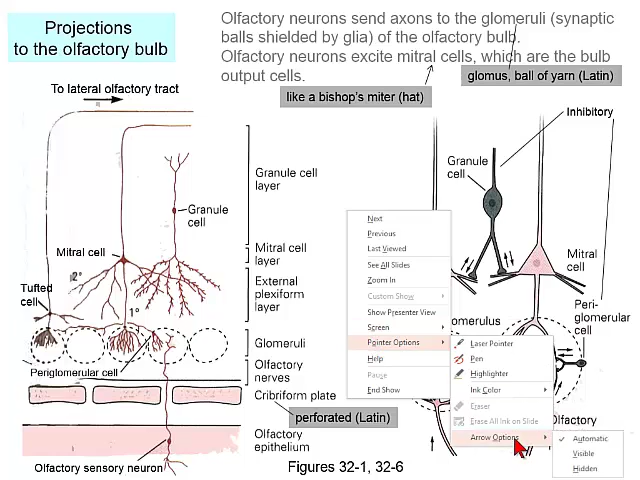 Projections
to the olfactory bulb
Olfactory neurons send axons to the glomeruli (synaptic
balls shielded by glia) of the olfactory bulb.
Olfactory neurons excite mitral cells, which are the bulb
output cells.
glomus, ball of yarn (Latin)
like a bishop's miter (hat)
To lateral olfactory tract
Inhibitory
Granule cell
layer
Granule
cell
Granule
cell
Mitral cell
Mitral cell
layer
Mitral
cell
2°
External
plexiform
layer
Tufted
cell
1°
Peri-
glomerular
cell
omerulus
Glomeruli
Periglomerular cell
Olfactory
nerves
Cribriform plate
perforated (Latin)
Olfactory
epithelium
Olfactory sensory neuron
Figures 32-1, 32-6
Olfactory
Next
Previous
Last Viewed
See All Slides
Zoom In
Custom Show
Show Presenter View
Screen
Pointer Options
Help
Pause
End Show
Laser Pointer
Pen
Highlighter
Ink Color
Eraser
Erase All Ink on Slide
Arrow Options
Automatic
Visible
Hidden